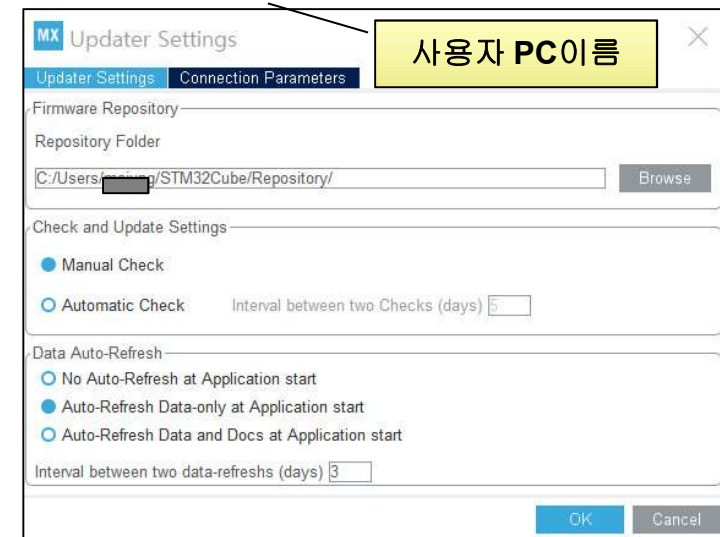 MX Updater Settings
사용자 PC이름
Updater Settings Connection Parameters
Firmware Repository
Repository Folder
C:/Users/ /STM32Cube/Repository/ Browse
Check and Update Settings
Manual Check
Automatic Check Interval between two Checks (days) 5
Data Auto-Refresh
No Auto-Refresh at Application start
Auto-Refresh Data-only at Application start
Auto-Refresh Data and Docs at Application start
Interval between two data-refreshs (days) 3
OK Cancel